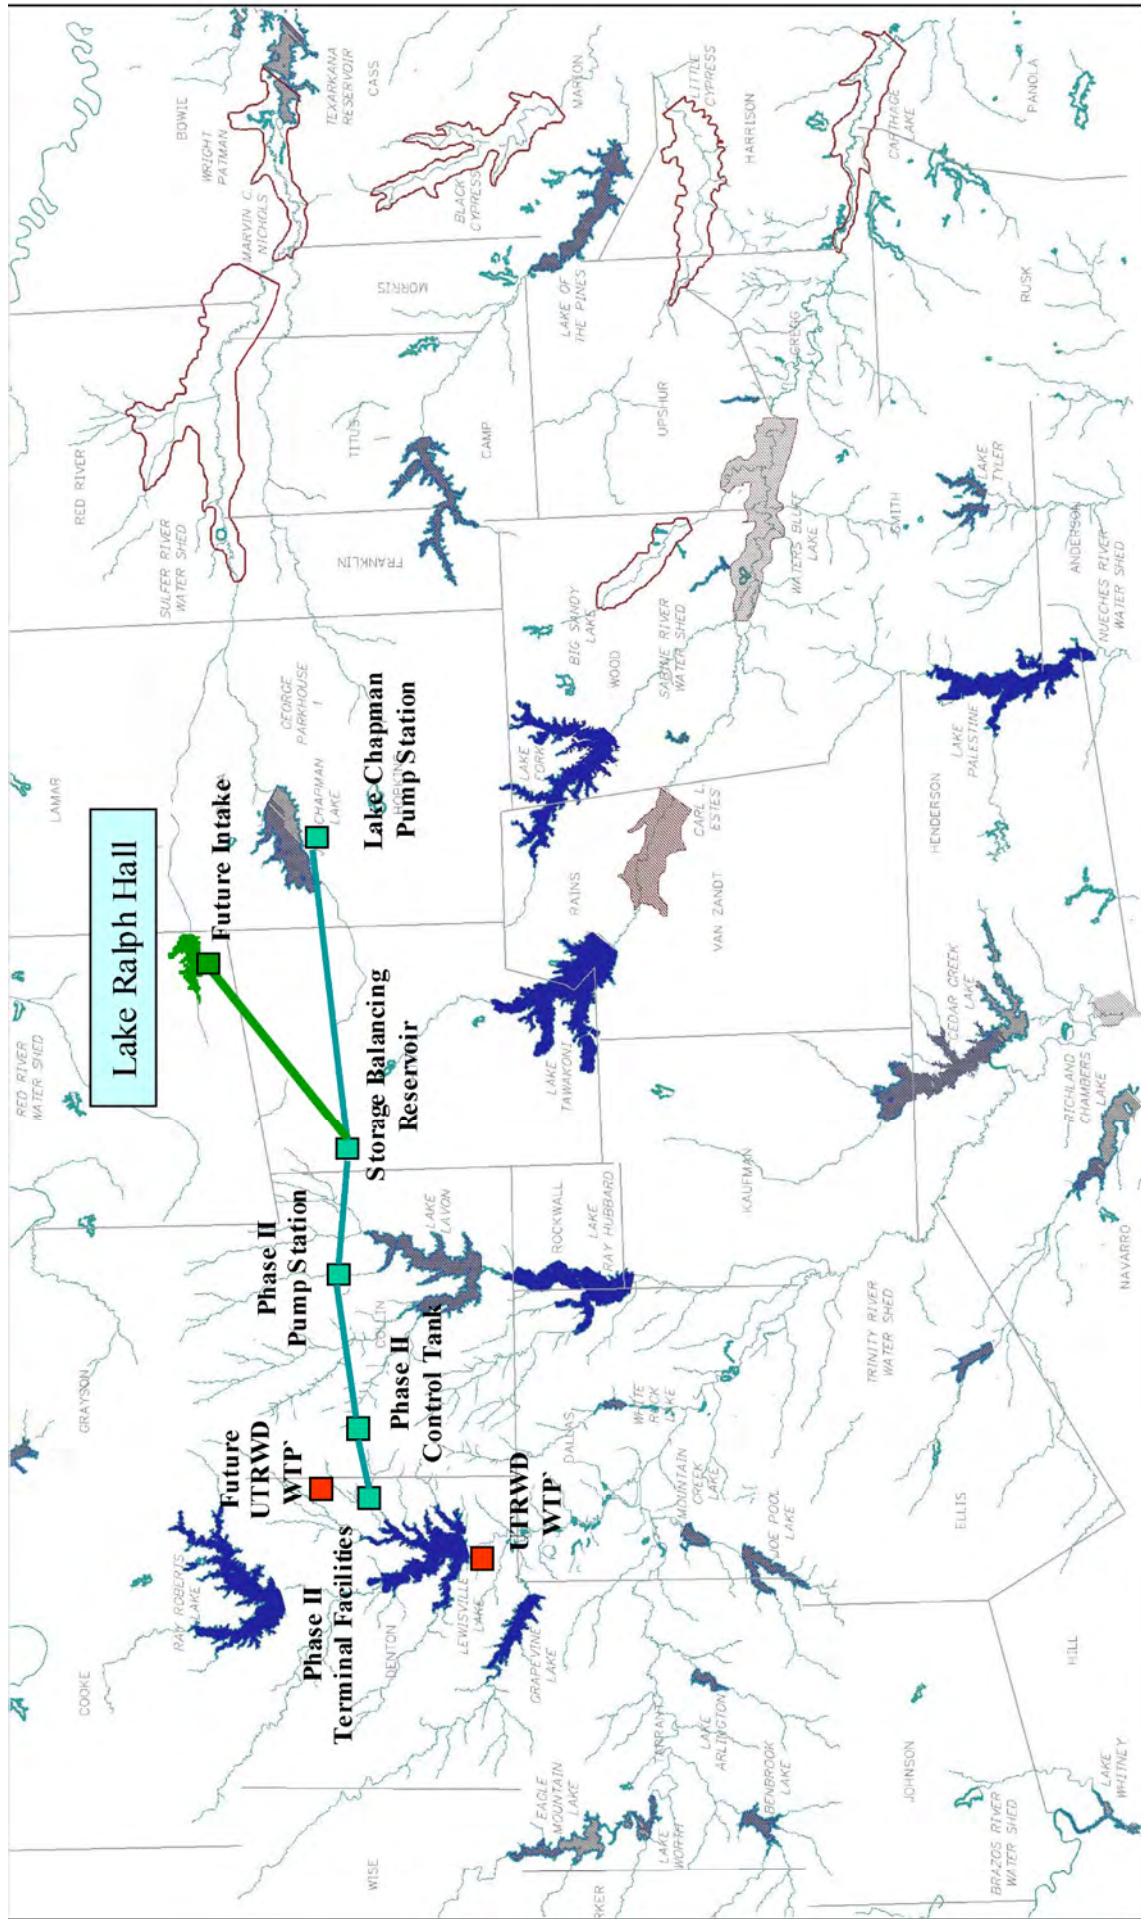 COOKE
GRAYSON
RED RIVER
WATER SHED
LAMAR
RED RIVER
BOWIE
WRIGHT
PATMAN
TEXARKANA
RESERVOIR
CASS
MARVIN C.
NICHOLS
SULFER RIVER
WATER SHED
Lake Ralph Hall
Future Intake
RAY ROBERTS
LAKE
Future
UTRWD
WTP`
Phase II
Pump Station
GEORGE
PARKHOUSE
I
CHAPMAN
LAKE
Lake Chapman
Pump Station
FRANKLIN
TITUS
MORRIS
CAMP
BLACK
CYPRESS
MARION
Phase II
Terminal Facilities
DENTON
Phase II
Control Tank
COLLIN
Storage Balancing
Reservoir
LAKE
LAVON
LEWISVILLE
LAKE
UTRWD
WTP`
GRAPEVINE
LAKE
ROCKWALL
LAKE
RAY HUBBARD
LAKE
TAWAKONI
RAINS
LAKE
FORK
BIG SANDY
LAKE
WOOD
SABINE RIVER
WATER SHED
UPSHUR
LAKE OF
THE PINES
LITTLE
CYPRESS
HARRISON
WISE
EAGLE
MOUNTAIN
LAKE
LAKE
WORTH
TARRANT
LAKE
ARLINGTON
BENBROOK
LAKE
DALLAS
WHITE
ROCK
LAKE
MOUNTAIN
CREEK
LAKE
JOE POOL
LAKE
KAUFMAN
VAN ZANDT
CARL L.
ESTES
WATERS BLUFF
LAKE
GREGG
SMITH
CARTHAGE
LAKE
PANOLA
RUSK
LAKE
TYLER
TRINITY RIVER
WATER SHED
ELLIS
CEDAR CREEK
LAKE
HENDERSON
LAKE
PALESTINE
ANDERSON
NUECHES RIVER
WATER SHED
RICHLAND
CHAMBERS
LAKE
NAVARRO
RKER
JOHNSON
HILL
BRAZOS RIVER
WATER SHED
LAKE
WHITNEY